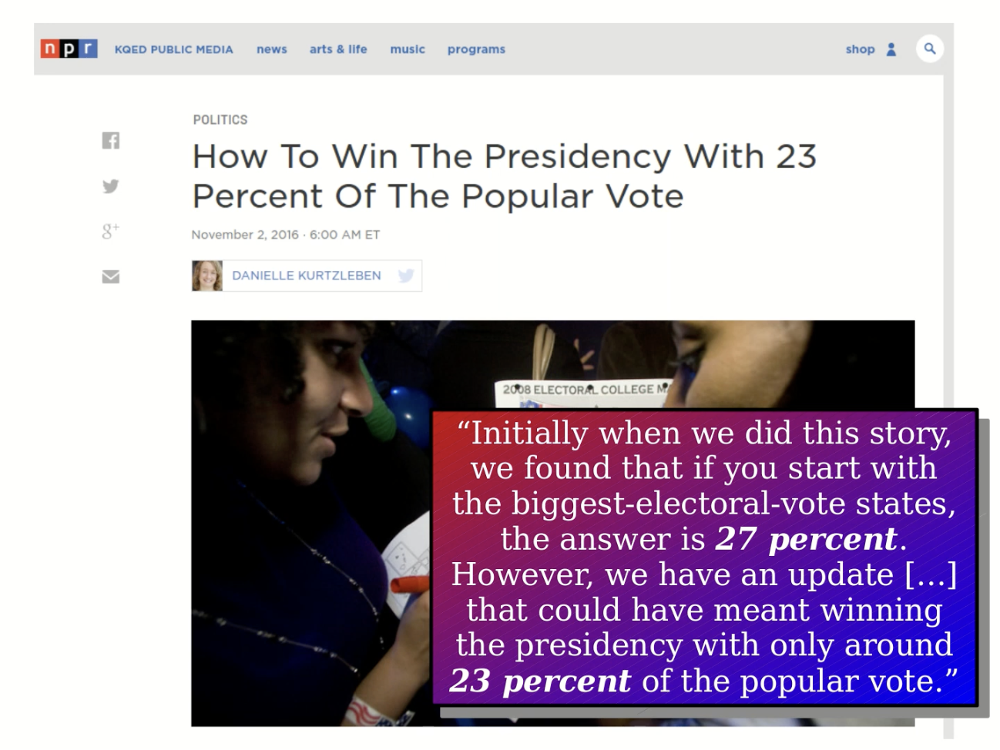 npr KQED PUBLIC MEDIA news arts & life music programs shop
POLITICS
How To Win The Presidency With 23
Percent Of The Popular Vote
November 2, 2016 · 6:00 AM ET
DANIELLE KURTZLEBEN
g+
2008 ELECTORAL COLLEGE
“Initially when we did this story,
we found that if you start with
the biggest-electoral-vote states,
the answer is 27 percent.
However, we have an update [...]
that could have meant winning
the presidency with only around
23 percent of the popular vote.”